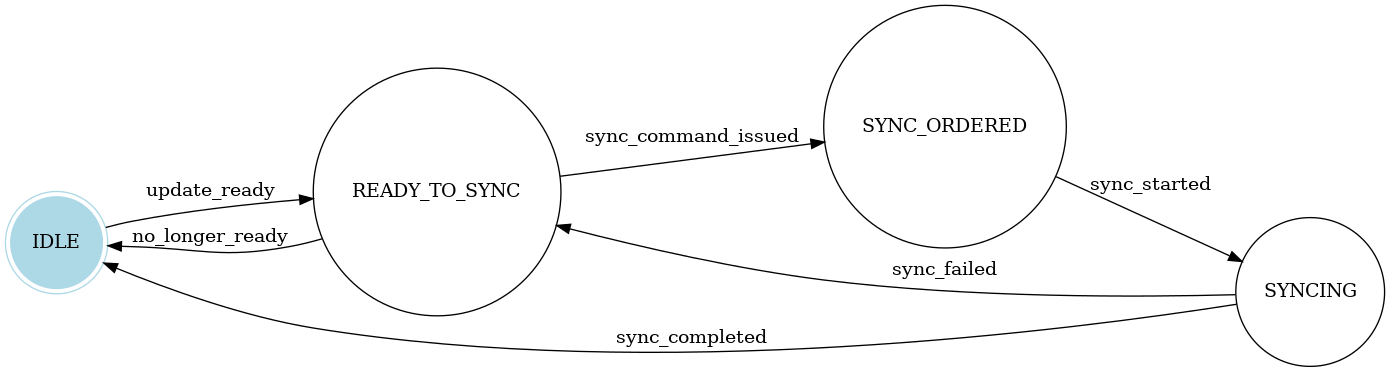 SYNC_ORDERED
sync_command_issued
update_ready
READY_TO_SYNC
sync_started
IDLE
no_longer_ready
sync_failed
SYNCING
sync_completed